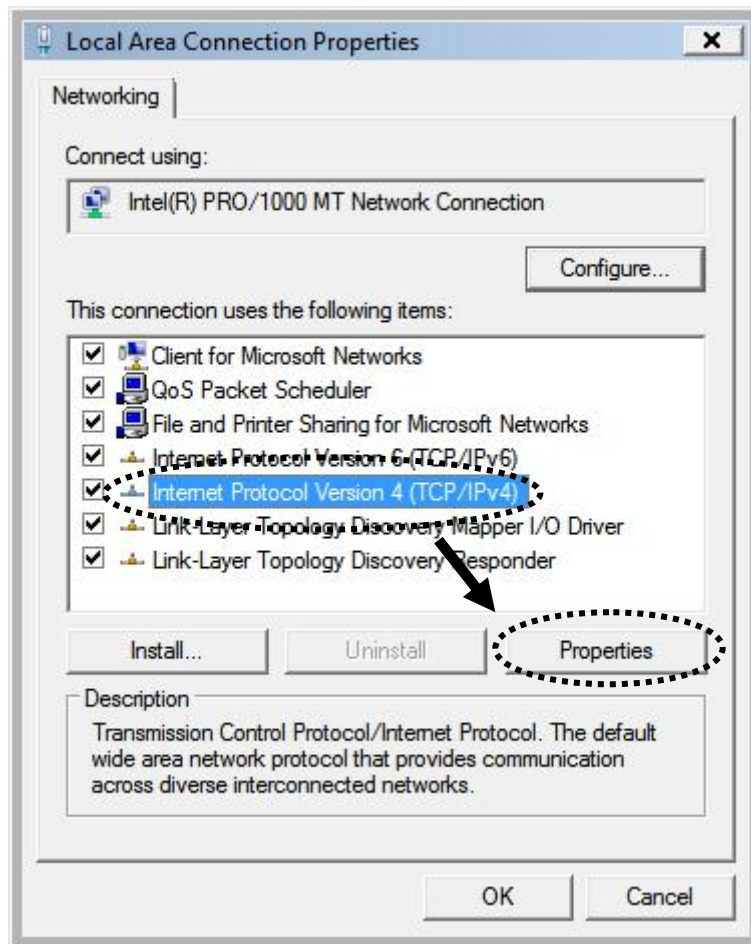 Local Area Connection Properties
Networking
Connect using:
Intel(R) PRO/1000 MT Network Connection
Configure...
This connection uses the following items:
Client for Microsoft Networks
QoS Packet Scheduler
File and Printer Sharing for Microsoft Networks
Internet Protocol Version 6 (TCP/IPv6)
Internet Protocol Version 4 (TCP/IPv4)
Link-Layer Topology Discovery Mapper I/O Driver
Link-Layer Topology Discovery Responder
Install...
Uninstall
Properties
Description
Transmission Control Protocol/Internet Protocol. The default
wide area network protocol that provides communication
across diverse interconnected networks.
OK
Cancel